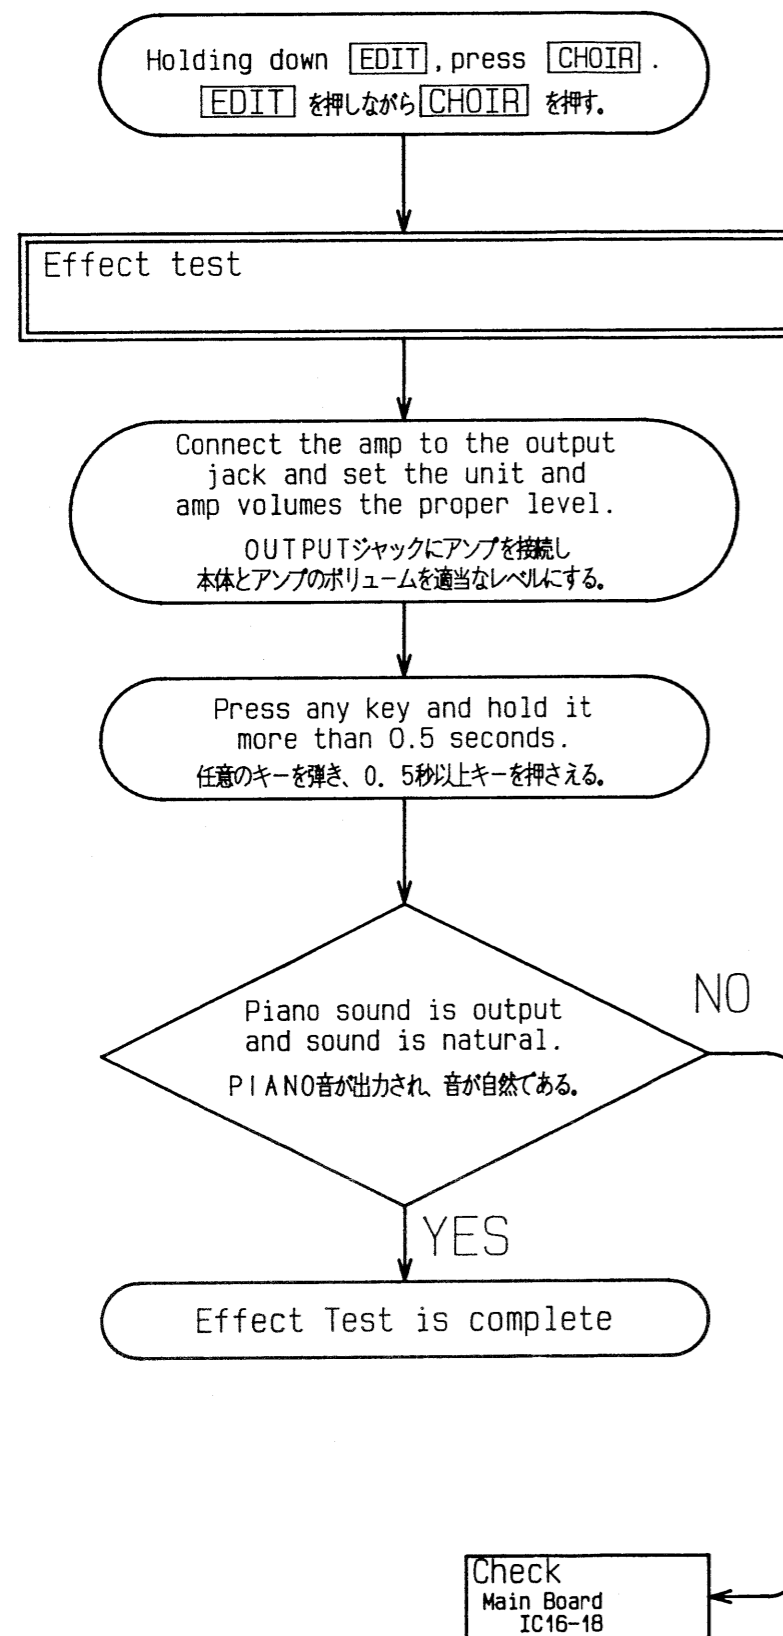 Holding down EDIT, press CHOIR.
EDIT を押しながら CHOIR を押す。
Effect test
Connect the amp to the output
jack and set the unit and
amp volumes the proper level.
OUTPUTジャックにアンプを接続し
本体とアンプのボリュームを適当なレベルにする。
Press any key and hold it
more than 0.5 seconds.
任意のキーを弾き、0．5秒以上キーを押さえる。
NO
Piano sound is output
and sound is natural.
PIANO音が出力され、音が自然である。
YES
Effect Test is complete
Check
Main Board
IC16-18